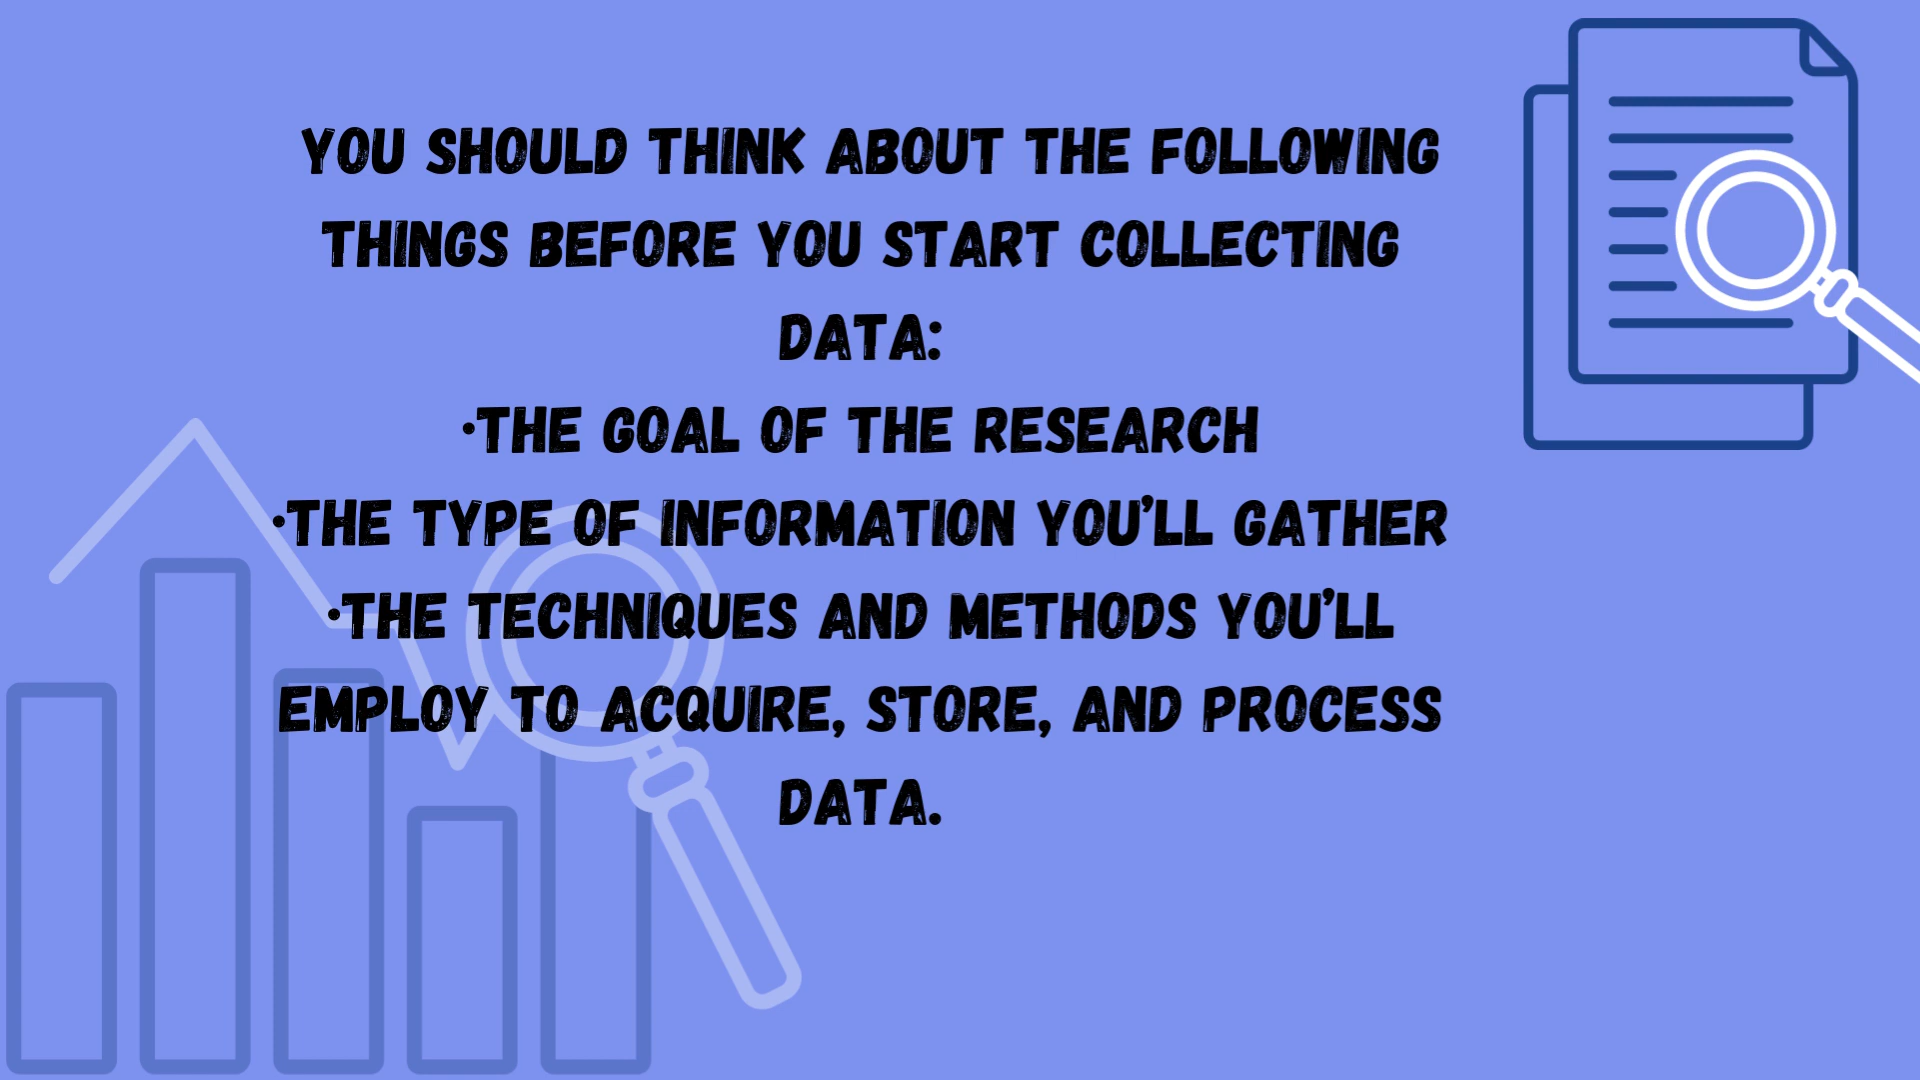 YOU SHOULD THINK ABOUT THE FOLLOWING
THINGS BEFORE YOU START COLLECTING
DATA:
·THE GOAL OF THE RESEARCH
·THE TYPE OF INFORMATION YOU’LL GATHER
·THE TECHNIQUES AND METHODS YOU’LL
EMPLOY TO ACQUIRE, STORE, AND PROCESS
DATA.